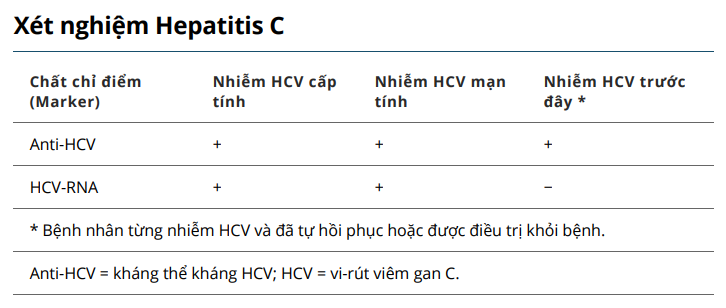 Xét nghiệm Hepatitis C
Chất chỉ điểm (Marker) Nhiễm HCV cấp tính Nhiễm HCV mạn tính Nhiễm HCV trước đây *
Anti-HCV + + +
HCV-RNA + + −
* Bệnh nhân từng nhiễm HCV và đã tự hồi phục hoặc được điều trị khỏi bệnh.
Anti-HCV = kháng thể kháng HCV; HCV = vi-rút viêm gan C.